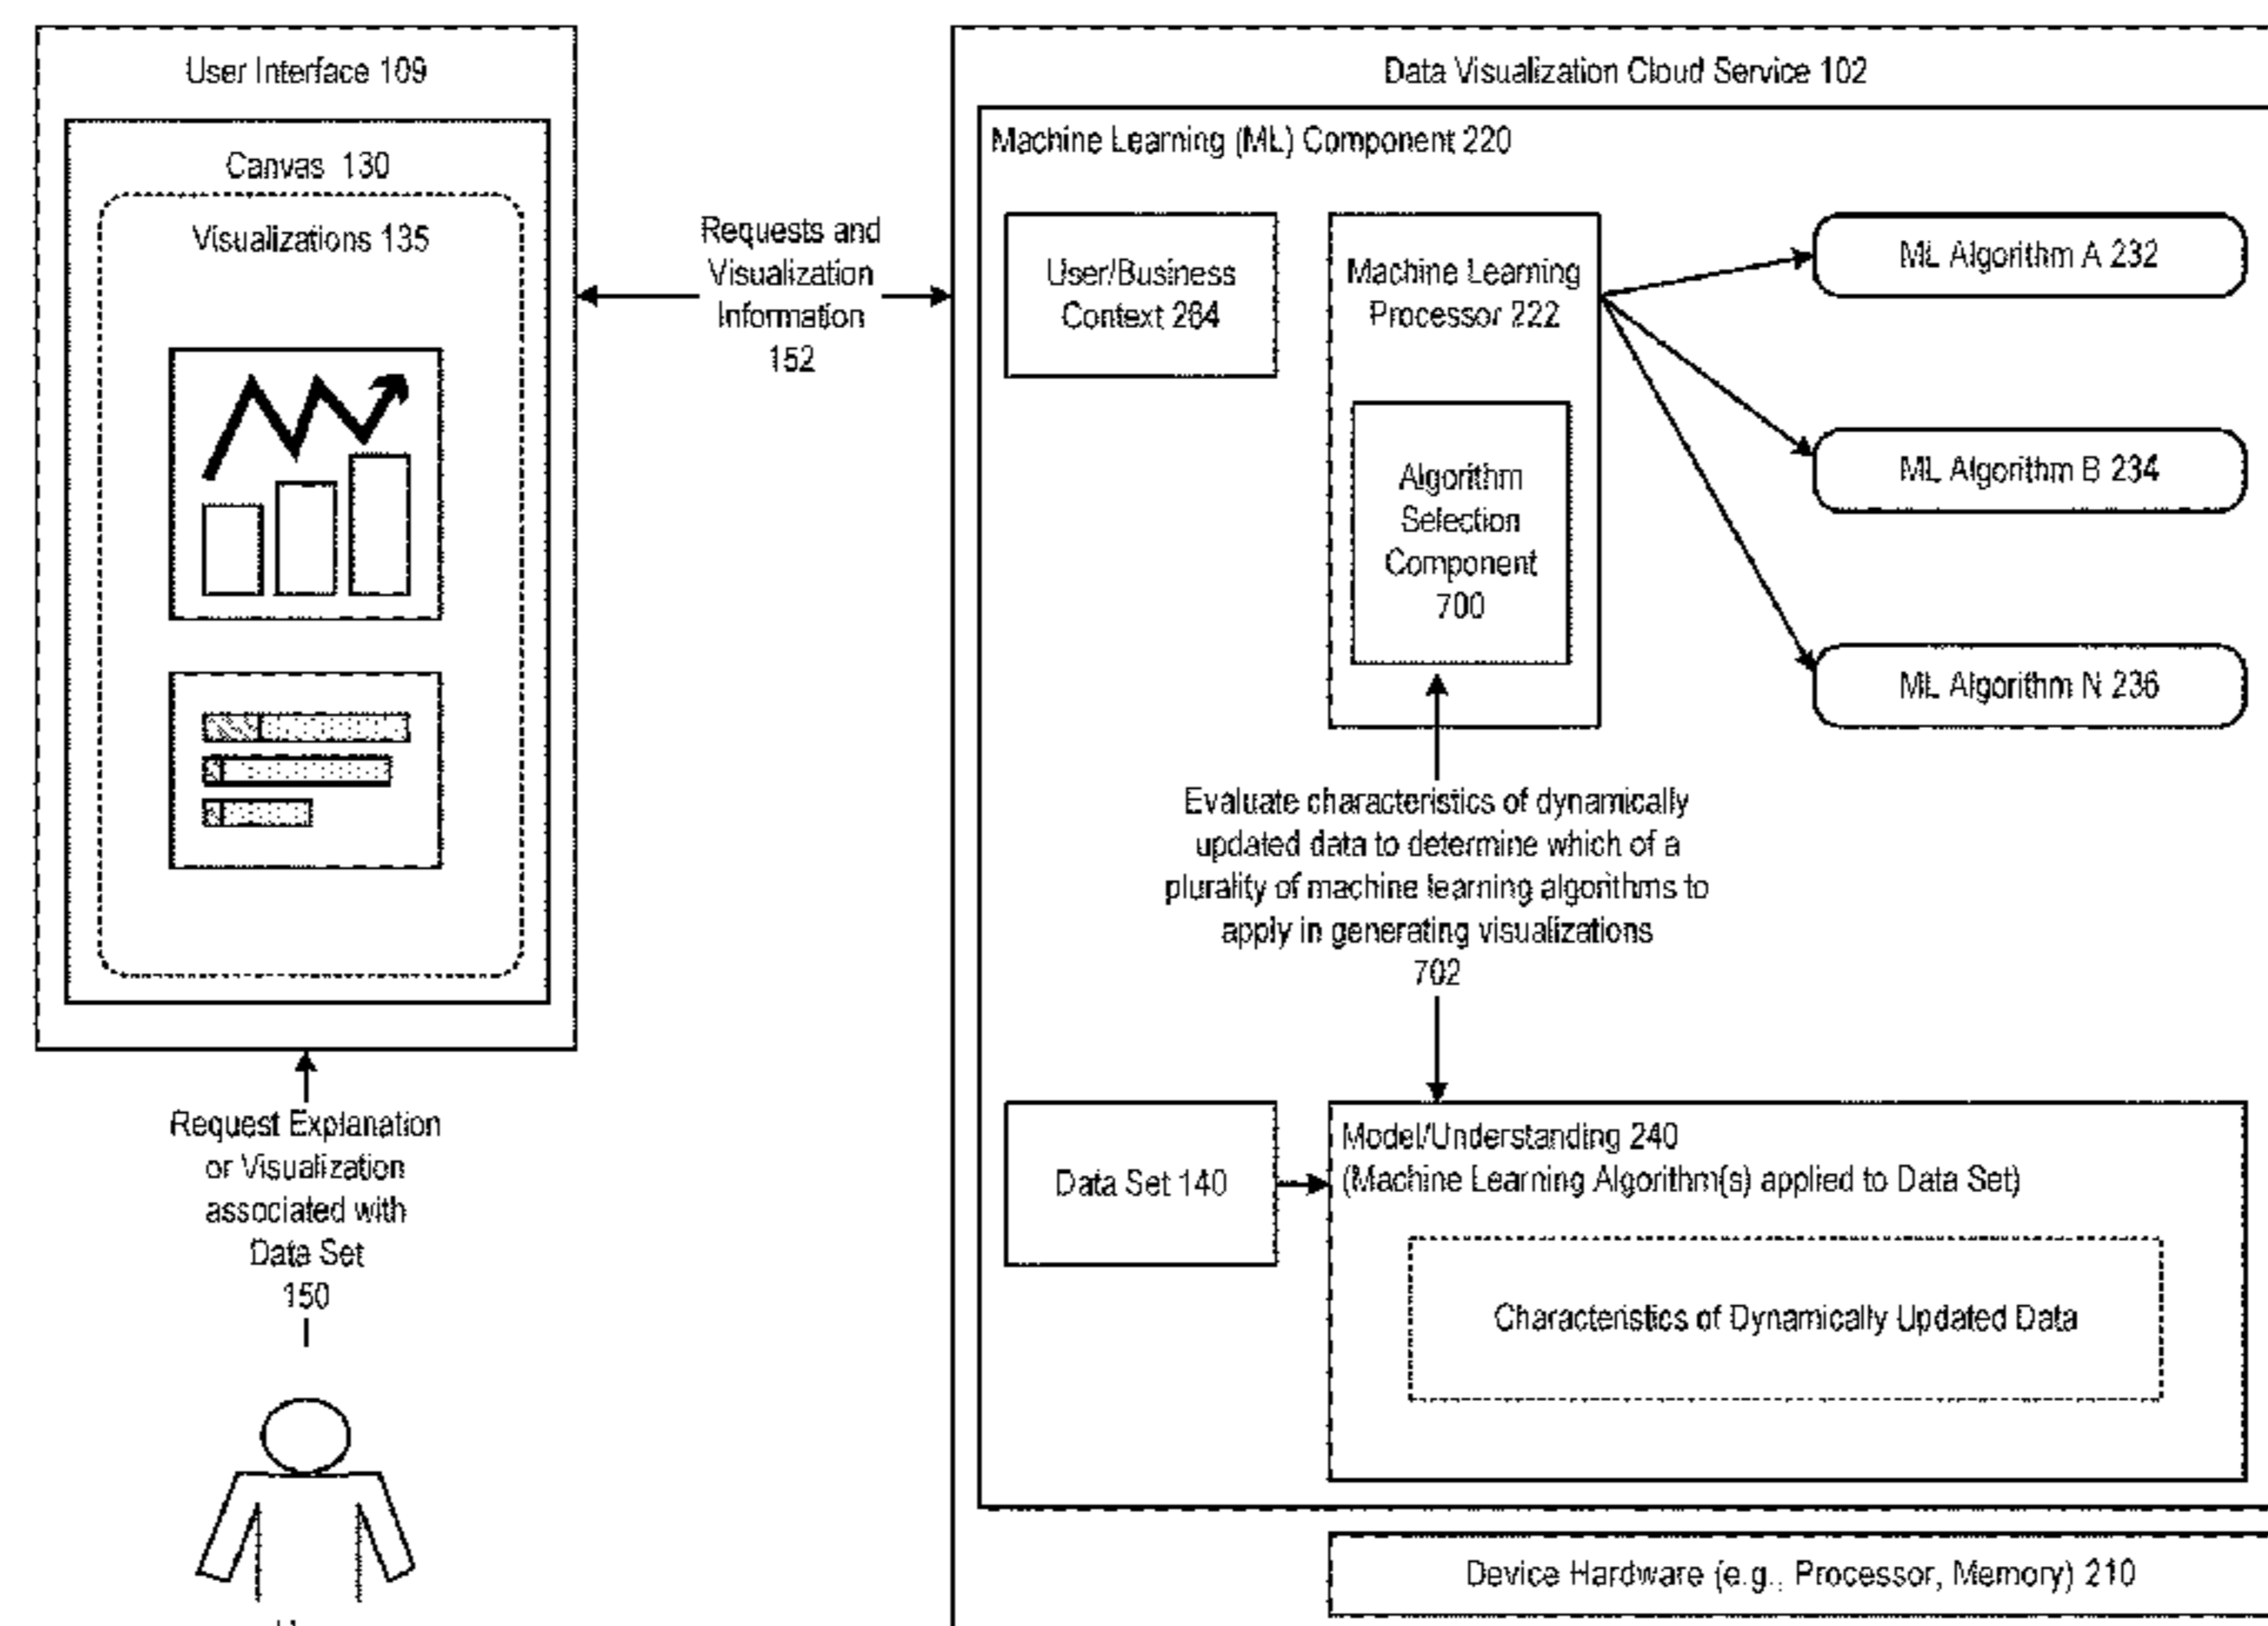 User Interface 109
Canvas 130
Visualizations 135
Request Explanation
or Visualization
associated with
Data Set
150
Requests and
Visualization
Information
152
Data Visualization Cloud Service 102
Machine Learning (ML) Component 220
User/Business
Context 264
Machine Learning
Processor 222
Algorithm
Selection
Component
700
ML Algorithm A 232
ML Algorithm B 234
ML Algorithm N 236
Evaluate characteristics of dynamically
updated data to determine which of a
plurality of machine learning algorithms to
apply in generating visualizations
702
Data Set 140
Model/Understanding 240
(Machine Learning Algorithm(s) applied to Data Set)
Characteristics of Dynamically Updated Data
Device Hardware (e.g., Processor, Memory) 210